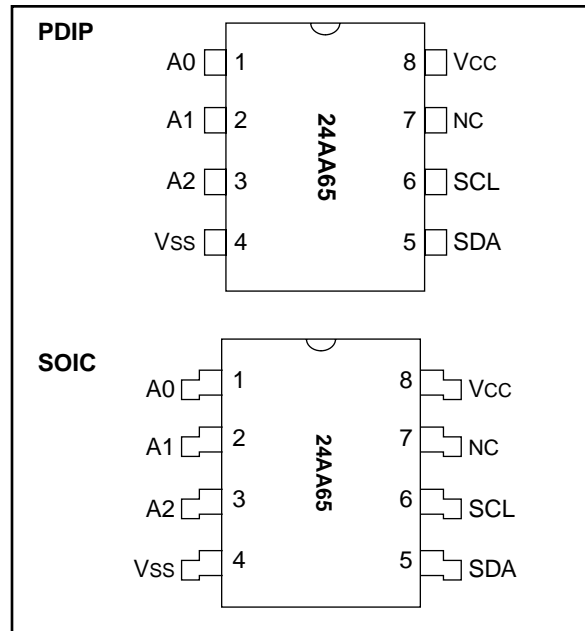 PDIP
A0 1 8 VCC
A1 2 7 NC
A2 3 6 SCL
VSS 4 5 SDA
24AA65
SOIC
A0 1 8 VCC
A1 2 7 NC
A2 3 6 SCL
VSS 4 5 SDA
24AA65